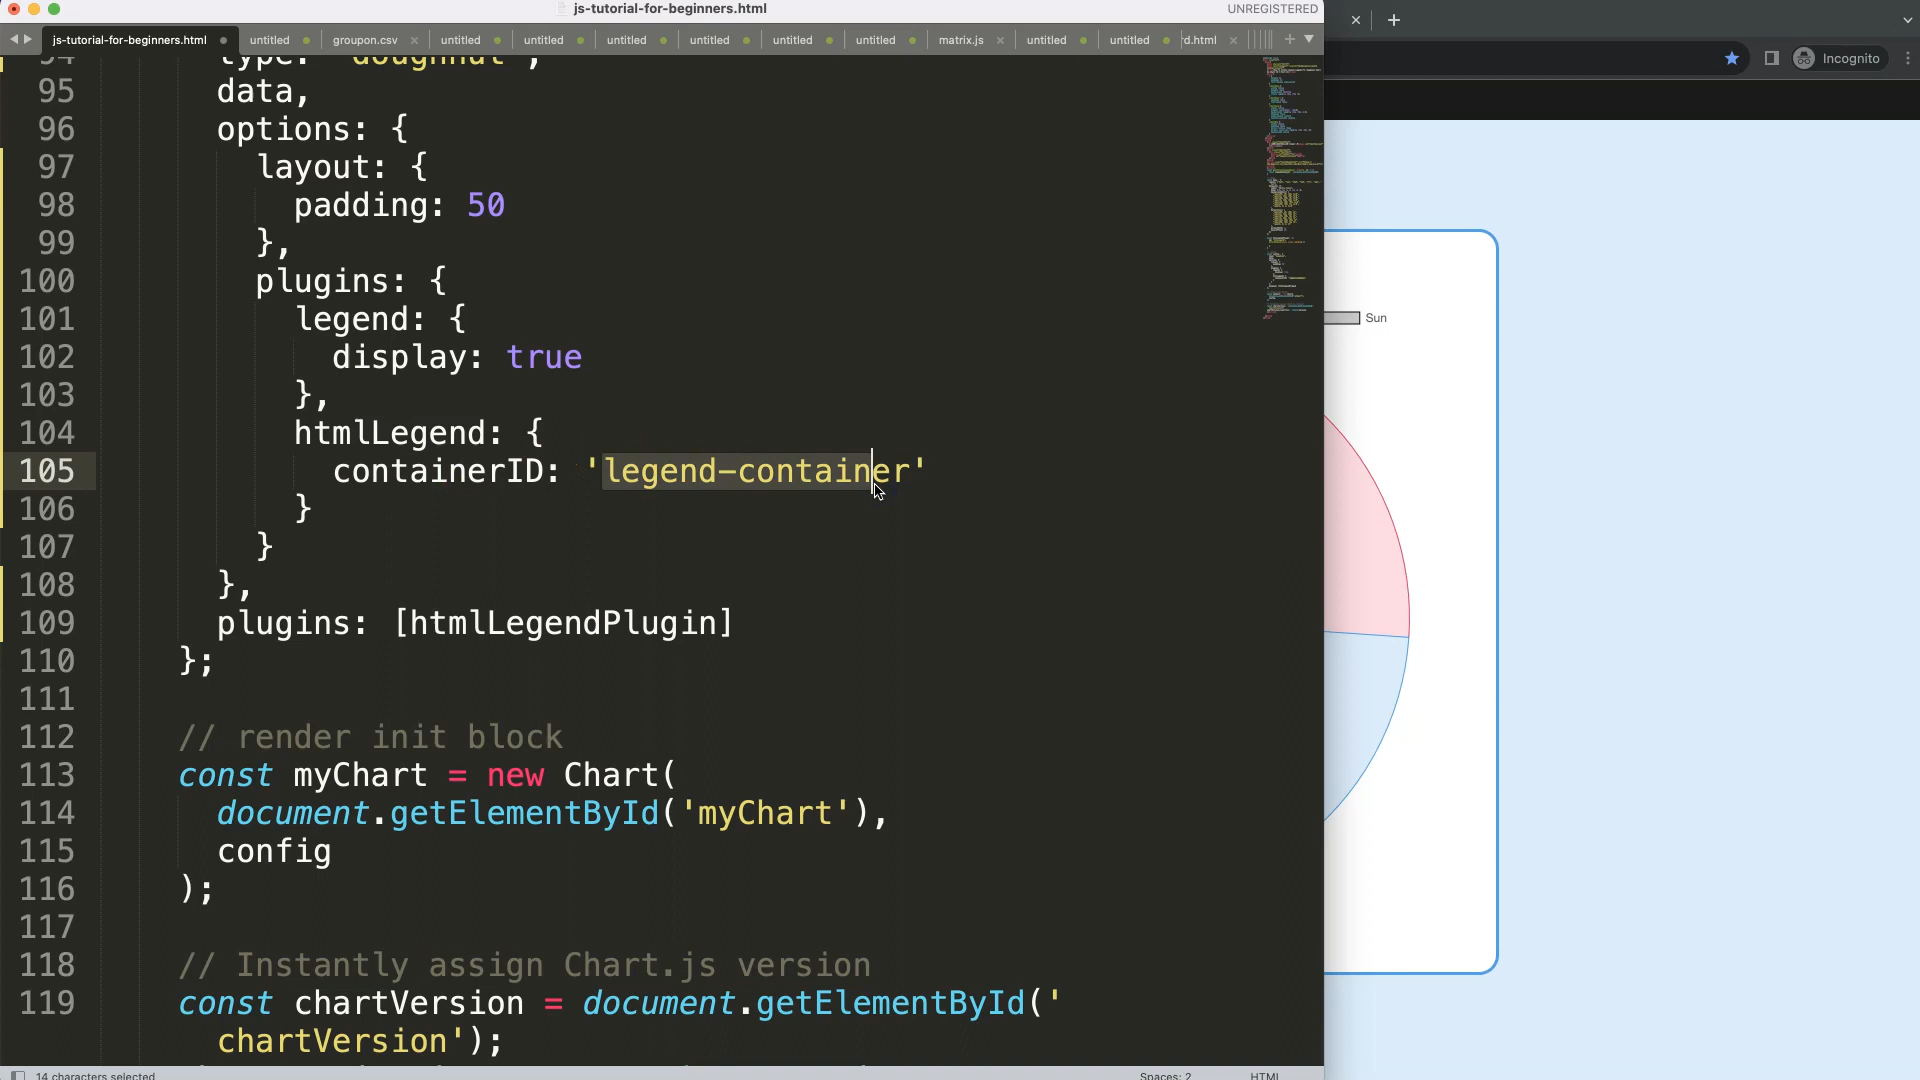 js-tutorial-for-beginners.html
UNREGISTERED
js-tutorial-for-beginners.html untitled groupon.csv untitled untitled untitled untitled untitled untitled matrix.js untitled untitled rd.html
Incognito
94 type: 'doughnut',
95 data,
96 options: {
97 layout: {
98 padding: 50
99 },
100 plugins: {
101 legend: {
102 display: true
103 },
104 htmlLegend: {
105 containerID: 'legend-container'
106 }
107 }
108 },
109 plugins: [htmlLegendPlugin]
110 };
111
112 // render init block
113 const myChart = new Chart(
114 document.getElementById('myChart'),
115 config
116 );
117
118 // Instantly assign Chart.js version
119 const chartVersion = document.getElementById('
chartVersion');
14 characters selected
Spaces: 2
HTML
Sun